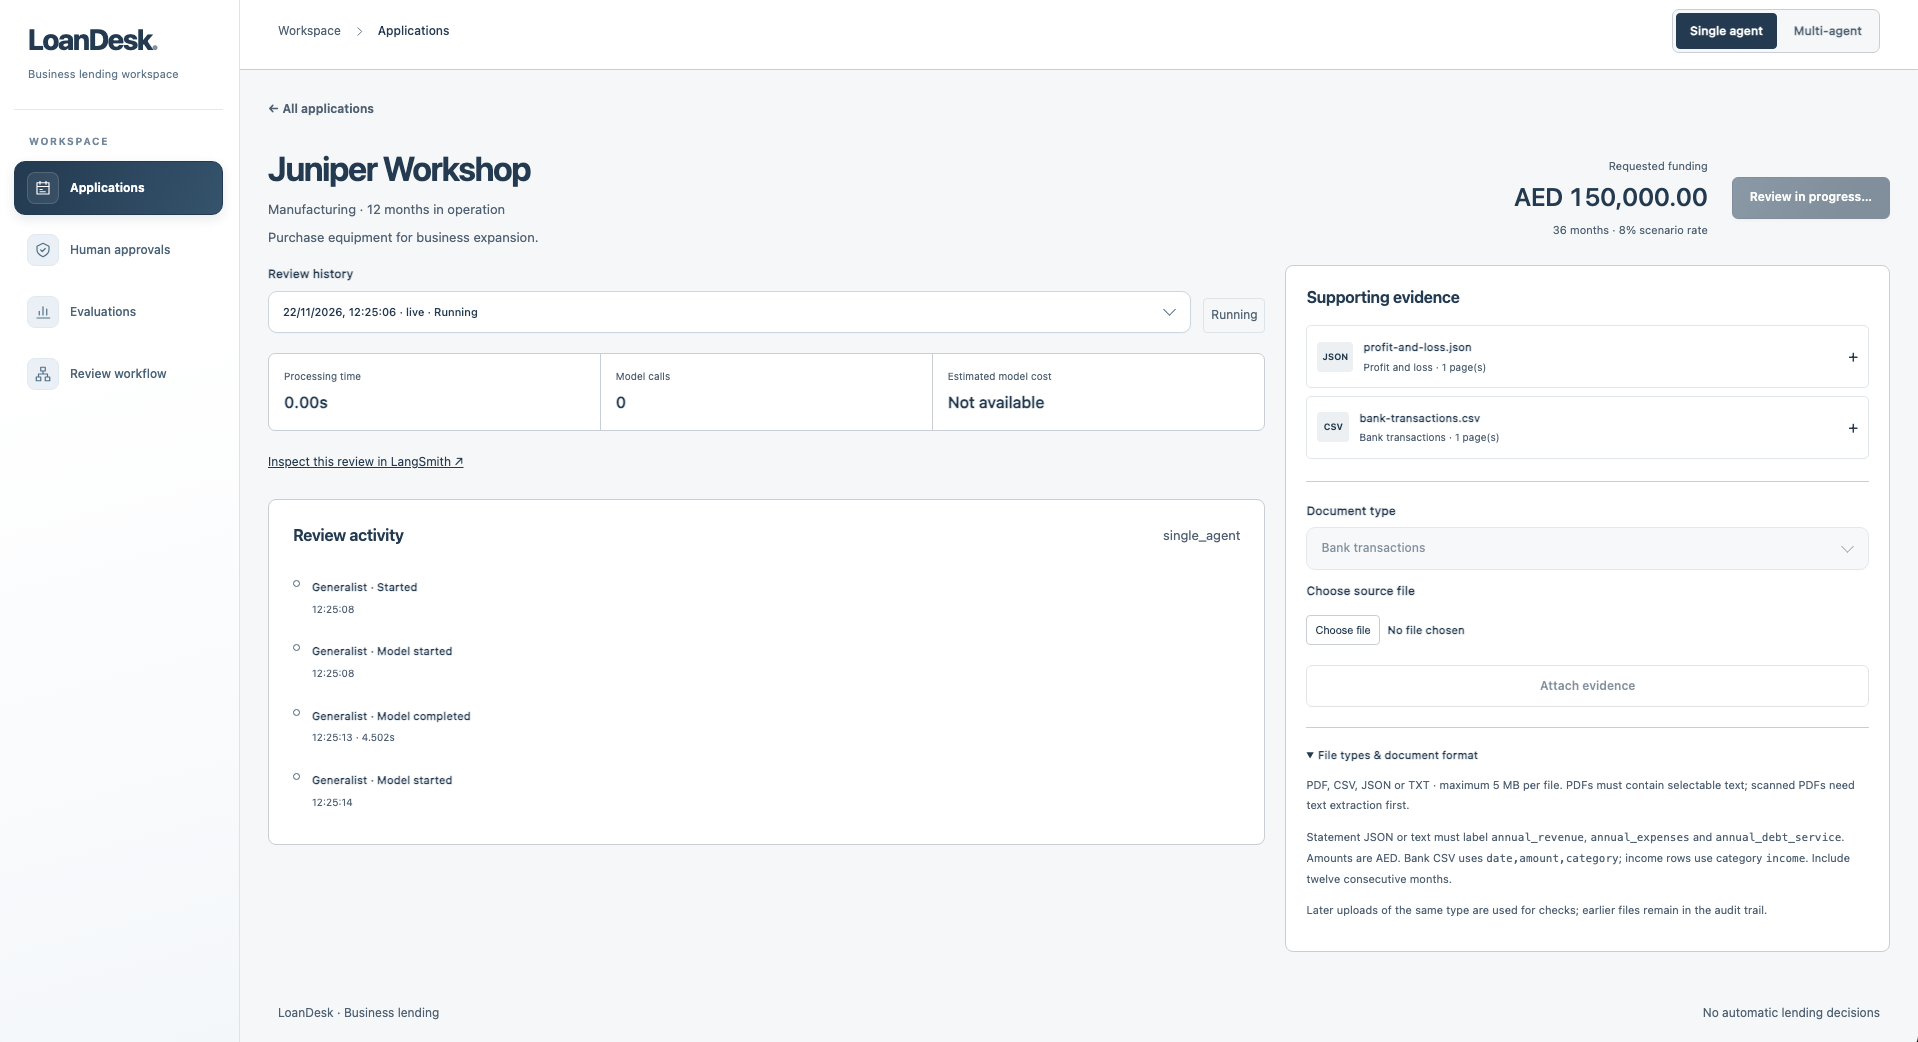 LoanDesk.
Business lending workspace
WORKSPACE
Applications
Human approvals
Evaluations
Review workflow
Workspace > Applications
Single agent
Multi-agent
← All applications
Juniper Workshop
Manufacturing · 12 months in operation
Purchase equipment for business expansion.
Requested funding
AED 150,000.00
36 months · 8% scenario rate
Review in progress...
Review history
22/11/2026, 12:25:06 · live · Running
Running
Processing time
0.00s
Model calls
0
Estimated model cost
Not available
Inspect this review in LangSmith ↗
Review activity
single_agent
Generalist · Started
12:25:08
Generalist · Model started
12:25:08
Generalist · Model completed
12:25:13 · 4.502s
Generalist · Model started
12:25:14
Supporting evidence
JSON
profit-and-loss.json
Profit and loss · 1 page(s)
+
CSV
bank-transactions.csv
Bank transactions · 1 page(s)
+
Document type
Bank transactions
Choose source file
Choose file No file chosen
Attach evidence
▼ File types & document format
PDF, CSV, JSON or TXT · maximum 5 MB per file. PDFs must contain selectable text; scanned PDFs need
text extraction first.
Statement JSON or text must label annual_revenue, annual_expenses and annual_debt_service.
Amounts are AED. Bank CSV uses date,amount,category; income rows use category income. Include
twelve consecutive months.
Later uploads of the same type are used for checks; earlier files remain in the audit trail.
LoanDesk · Business lending
No automatic lending decisions